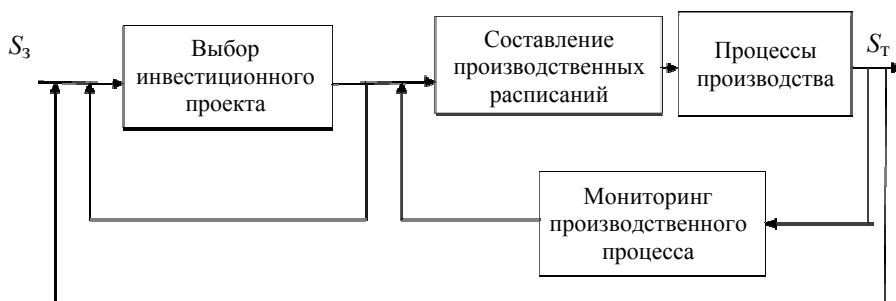 S₃
Выбор
инвестиционного
проекта
Составление
производственных
расписаний
Процессы
производства
Sт
Мониторинг
производственного
процесса